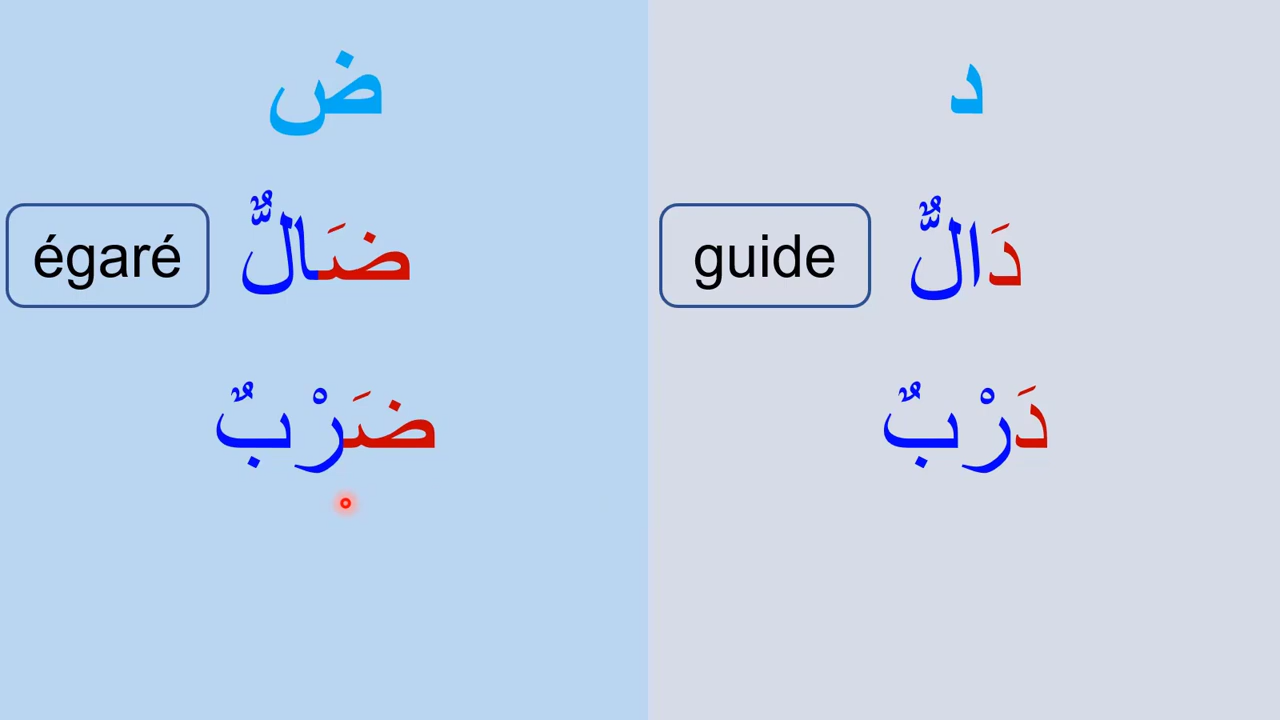 د
ض
دَالٌّ
guide
ضَالٌّ
égaré
دَرْبٌ
ضَرْبٌ